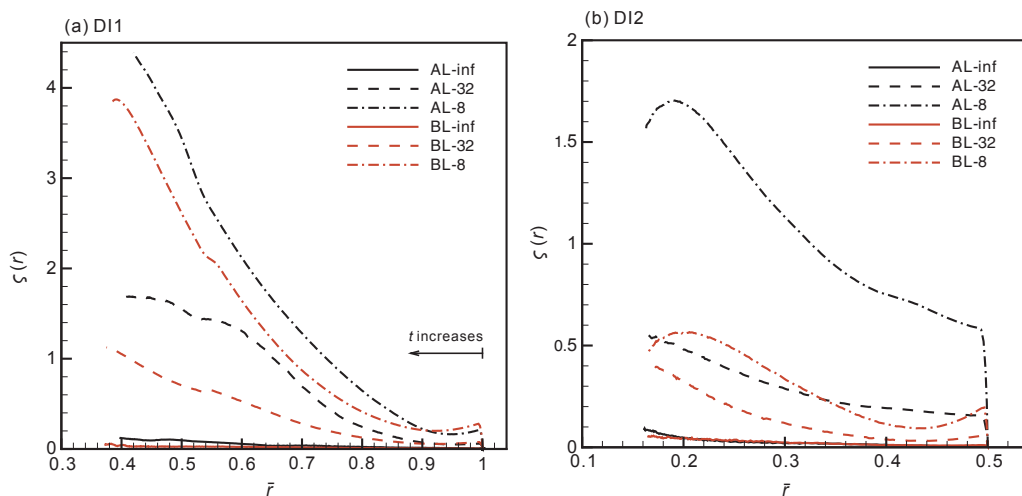 (a) DI1
4
3
2
1
0
0.3 0.4 0.5 0.6 0.7 0.8 0.9 1
ς (r)
r̄
AL-inf
AL-32
AL-8
BL-inf
BL-32
BL-8
t increases
(b) DI2
2
1.5
1
0.5
0
0.1 0.2 0.3 0.4 0.5
ς (r)
r̄
AL-inf
AL-32
AL-8
BL-inf
BL-32
BL-8